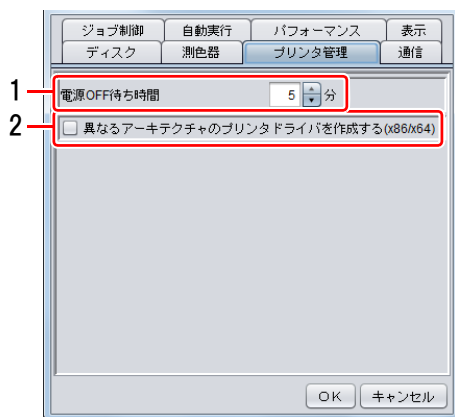 ジョブ制御 自動実行 パフォーマンス 表示
ディスク 測色器 プリンタ管理 通信
1 電源OFF待ち時間 5 分
2 異なるアーキテクチャのプリンタドライバを作成する(x86/x64)
OK キャンセル